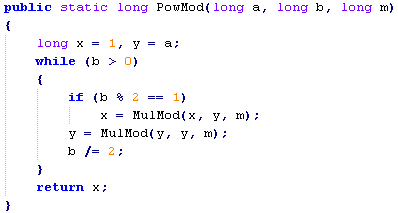 public static long PowMod(long a, long b, long m)
{
    long x = 1, y = a;
    while (b > 0)
    {
        if (b % 2 == 1)
            x = MulMod(x, y, m);
        y = MulMod(y, y, m);
        b /= 2;
    }
    return x;
}